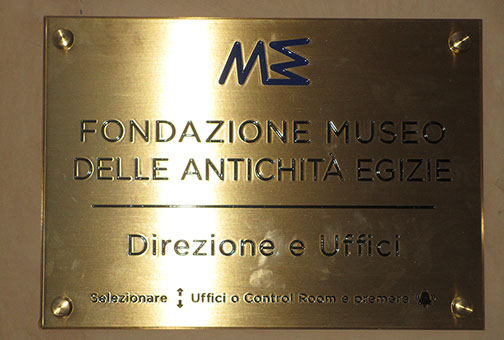 ME
FONDAZIONE MUSEO
DELLE ANTICHITÀ EGIZIE
Direzione e Uffici
Selezionare ↕ Uffici o Control Room e premere 🔔